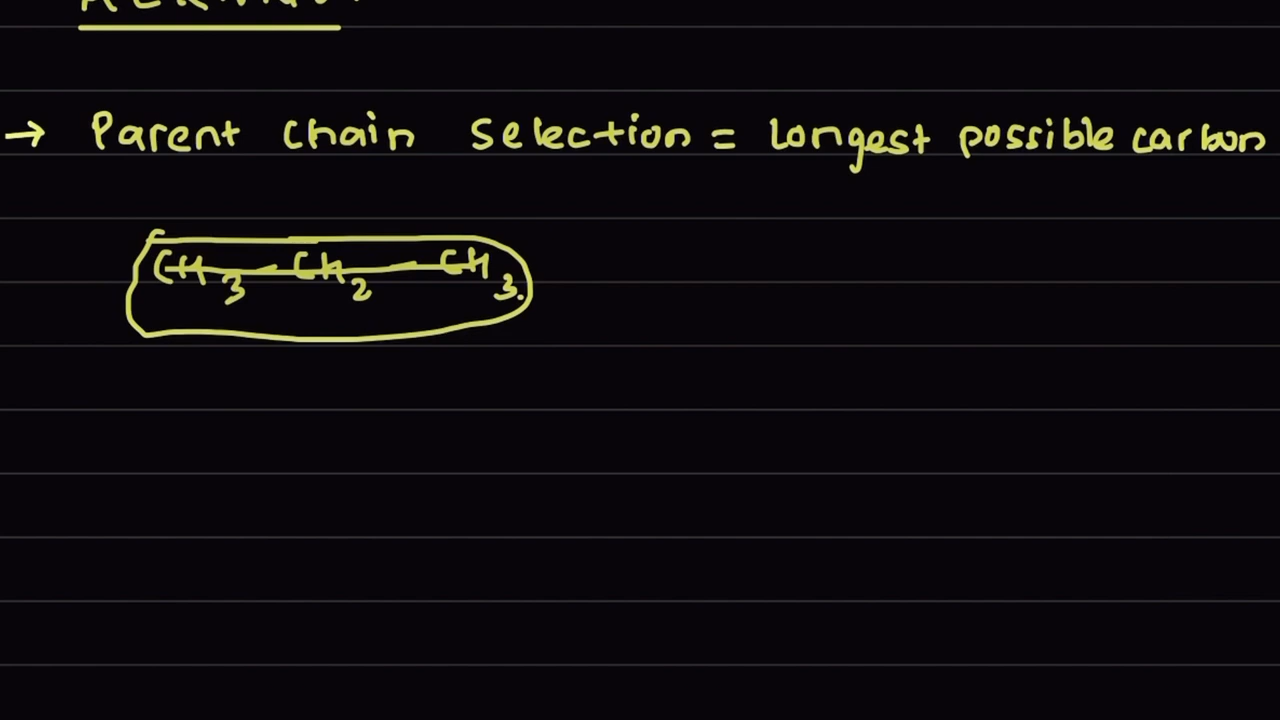 → Parent chain selection = longest possible carbon
CH3 - CH2 - CH3.